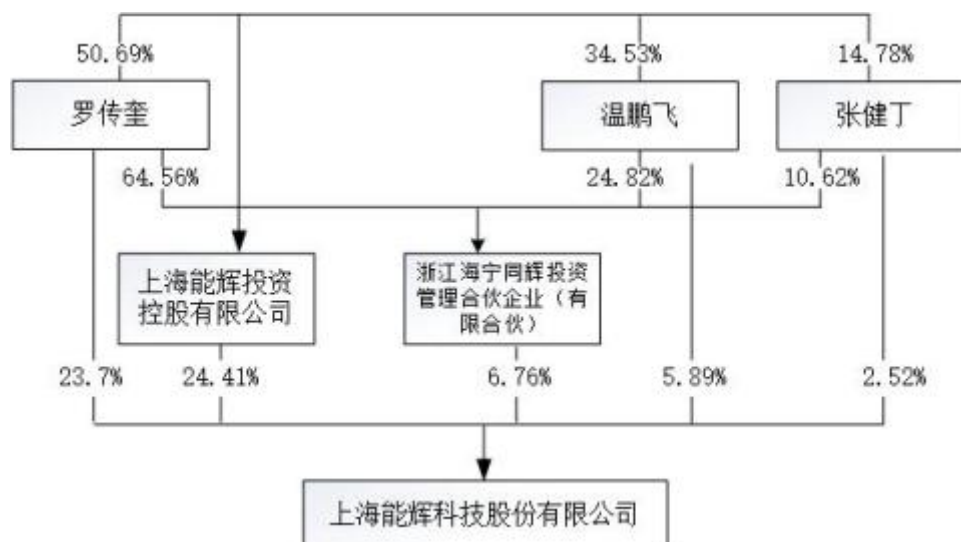 50.69%
34.53%
14.78%
罗传奎
温鹏飞
张健丁
64.56%
24.82%
10.62%
上海能辉投资
控股有限公司
浙江海宁同辉投资
管理合伙企业（有
限合伙）
23.7%
24.41%
6.76%
5.89%
2.52%
上海能辉科技股份有限公司